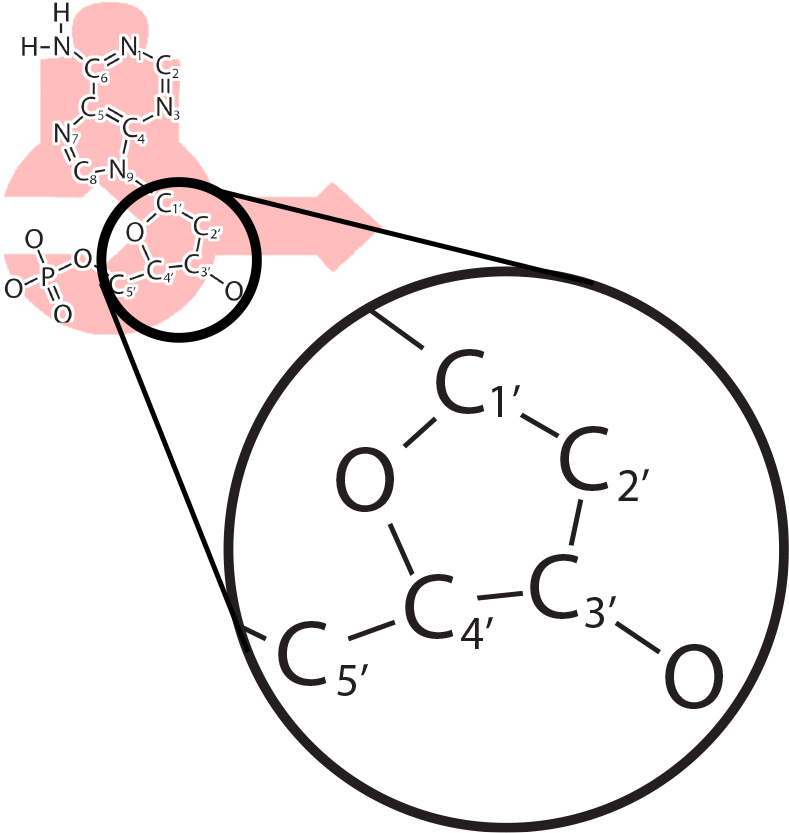 H
H–N N1 C2
C6
C5 N3
N7 C4
C8 N9
C1′
O C2′
O O C4′ C3′
O P C5′ O
O
C1′
O C2′
C4′ C3′
C5′ O